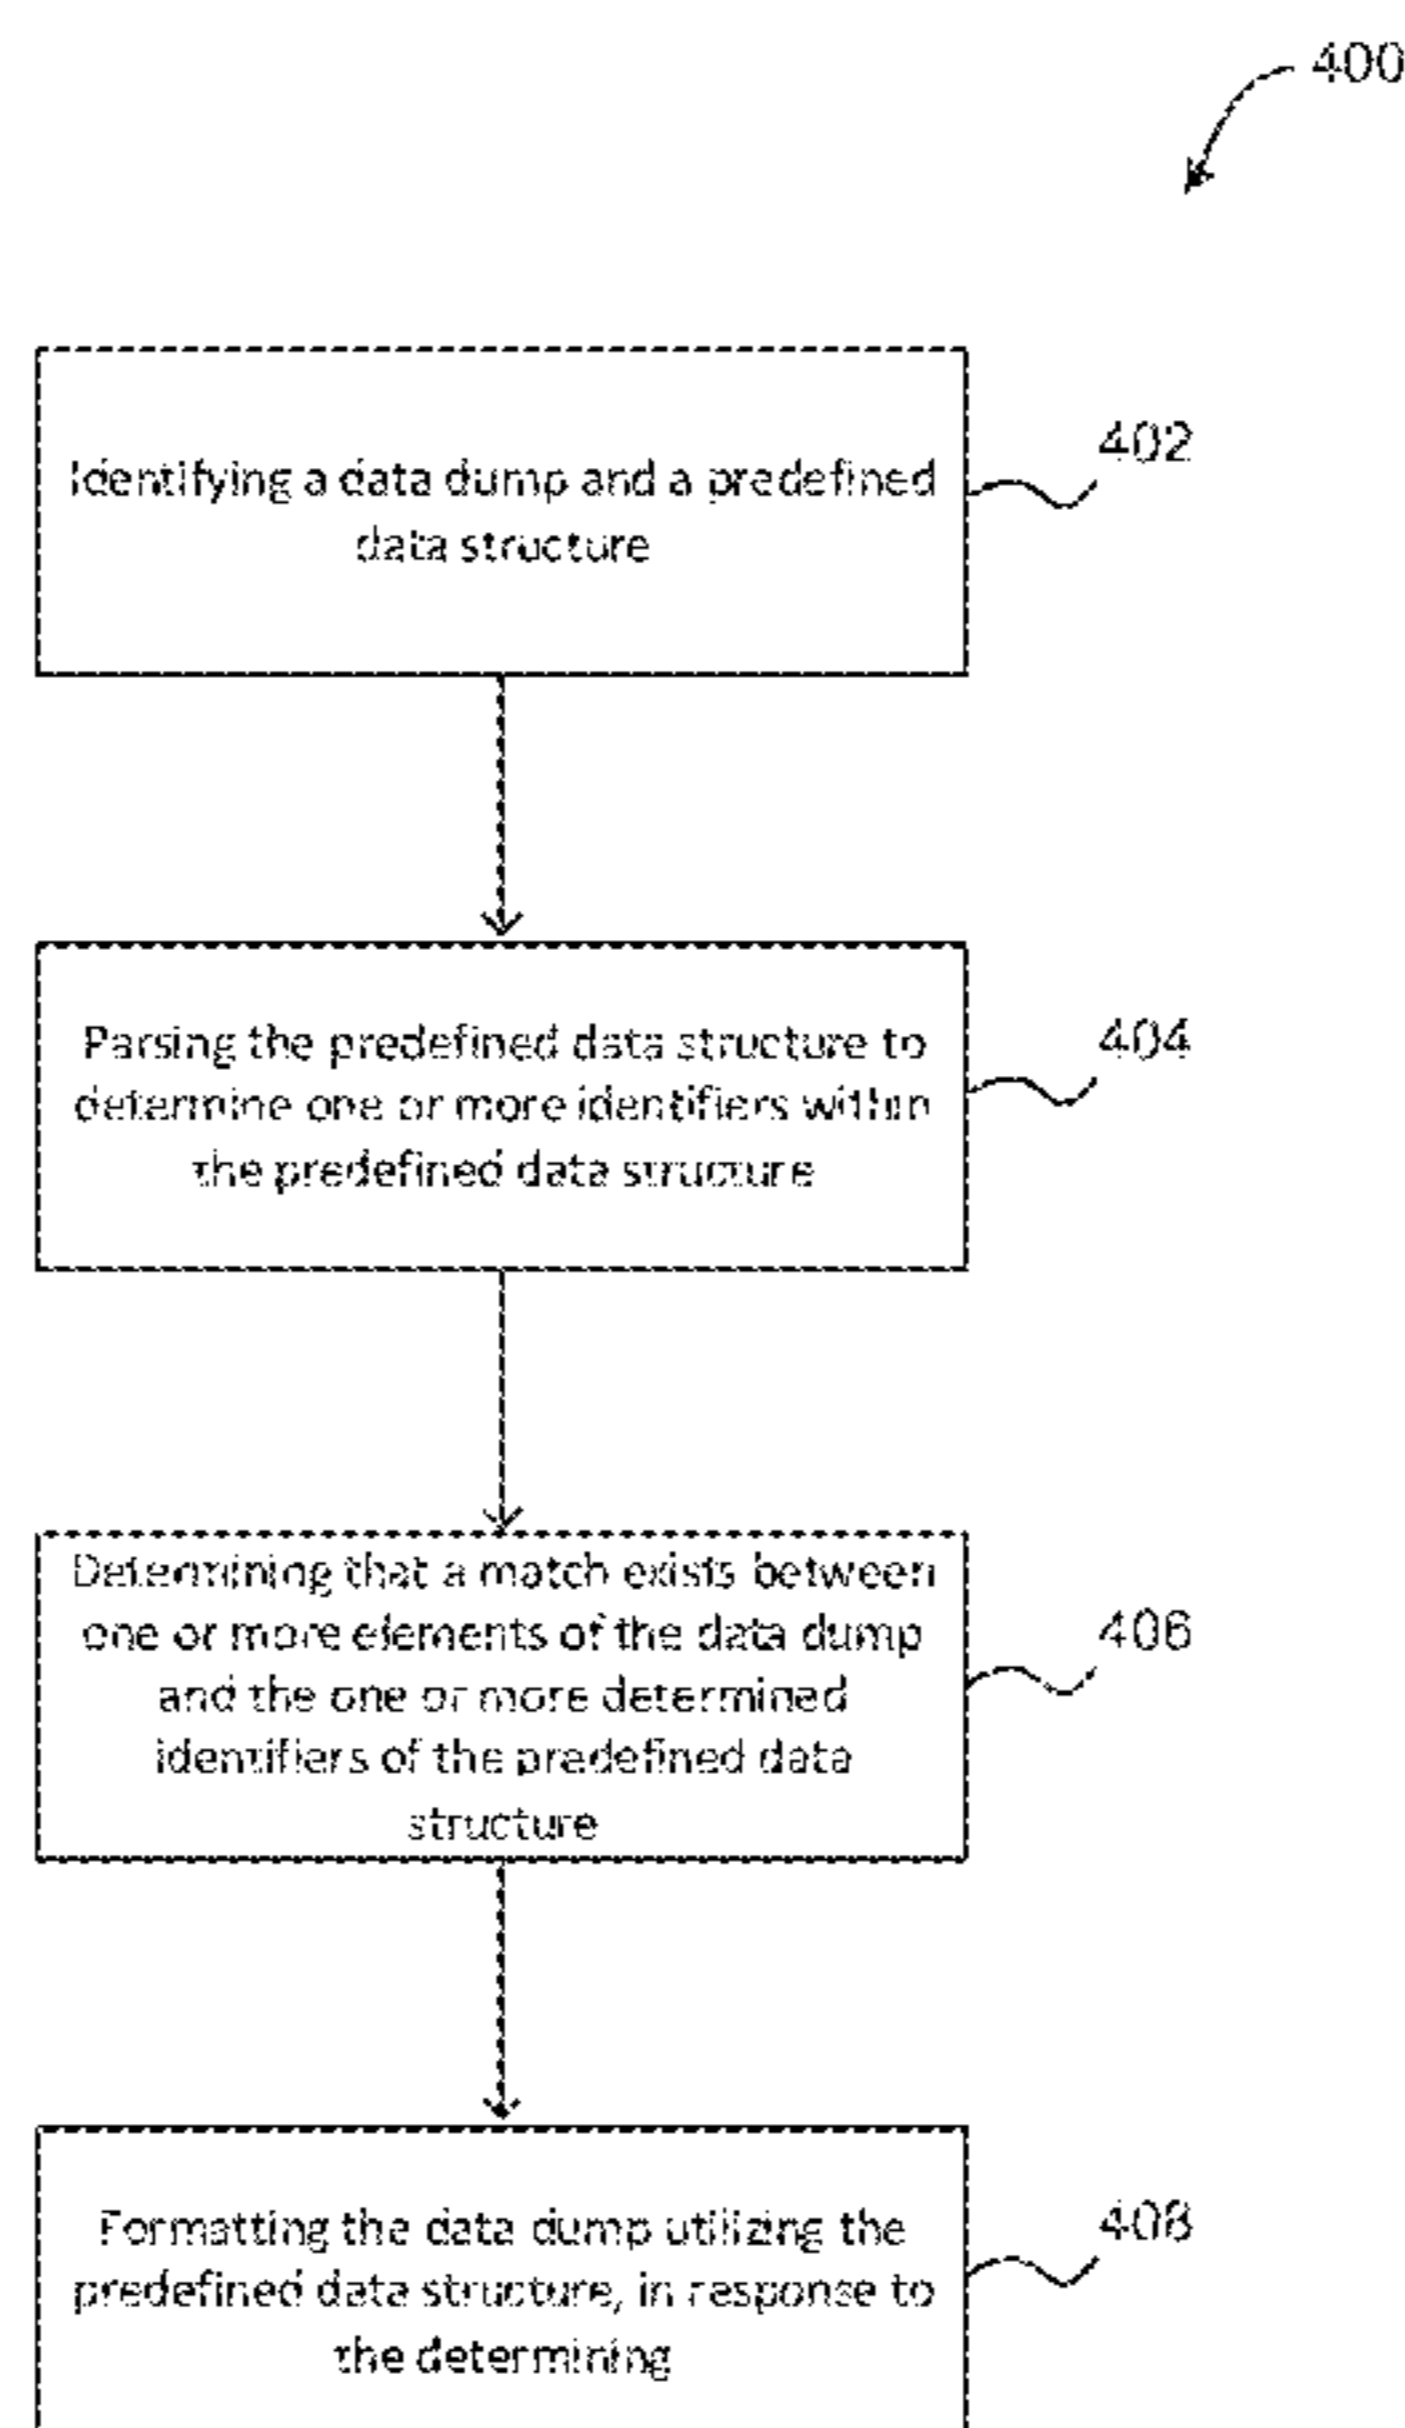 400
Identifying a data dump and a predefined
data structure
402
Parsing the predefined data structure to
determine one or more identifiers within
the predefined data structure
404
Determining that a match exists between
one or more elements of the data dump
and the one or more determined
identifiers of the predefined data
structure
406
Formatting the data dump utilizing the
predefined data structure, in response to
the determining
408